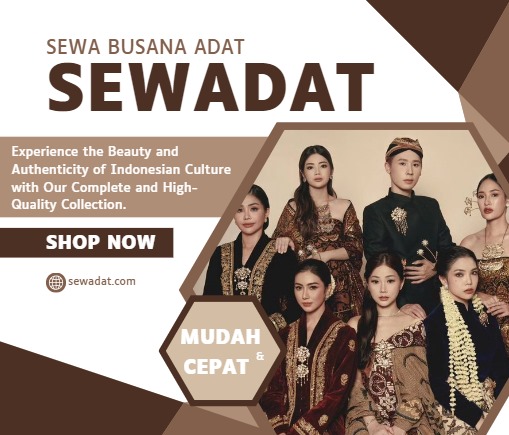 SEWA BUSANA ADAT
SEWADAT
Experience the Beauty and
Authenticity of Indonesian Culture
with Our Complete and High-
Quality Collection.
SHOP NOW
sewadat.com
MUDAH
&
CEPAT